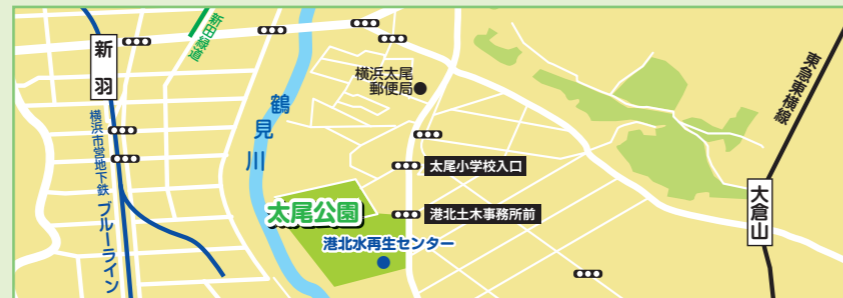 新田緑道
新羽
横浜市営地下鉄 ブルーライン
鶴見川
横浜太尾
郵便局
太尾小学校入口
港北土木事務所前
太尾公園
港北水再生センター
東急東横線
大倉山